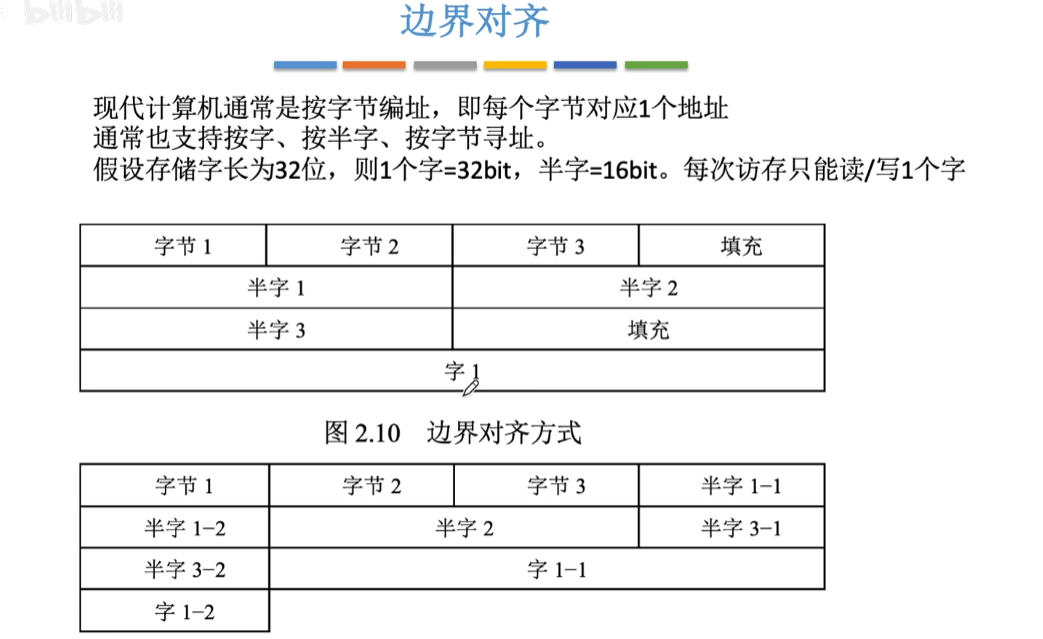 bilibili
边界对齐
现代计算机通常是按字节编址，即每个字节对应1个地址
通常也支持按字、按半字、按字节寻址。
假设存储字长为32位，则1个字=32bit，半字=16bit。每次访存只能读/写1个字
字节 1 字节 2 字节 3 填充
半字 1 半字 2
半字 3 填充
字 1
图 2.10 边界对齐方式
字节 1 字节 2 字节 3 半字 1−1
半字 1−2 半字 2 半字 3−1
半字 3−2 字 1−1
字 1−2